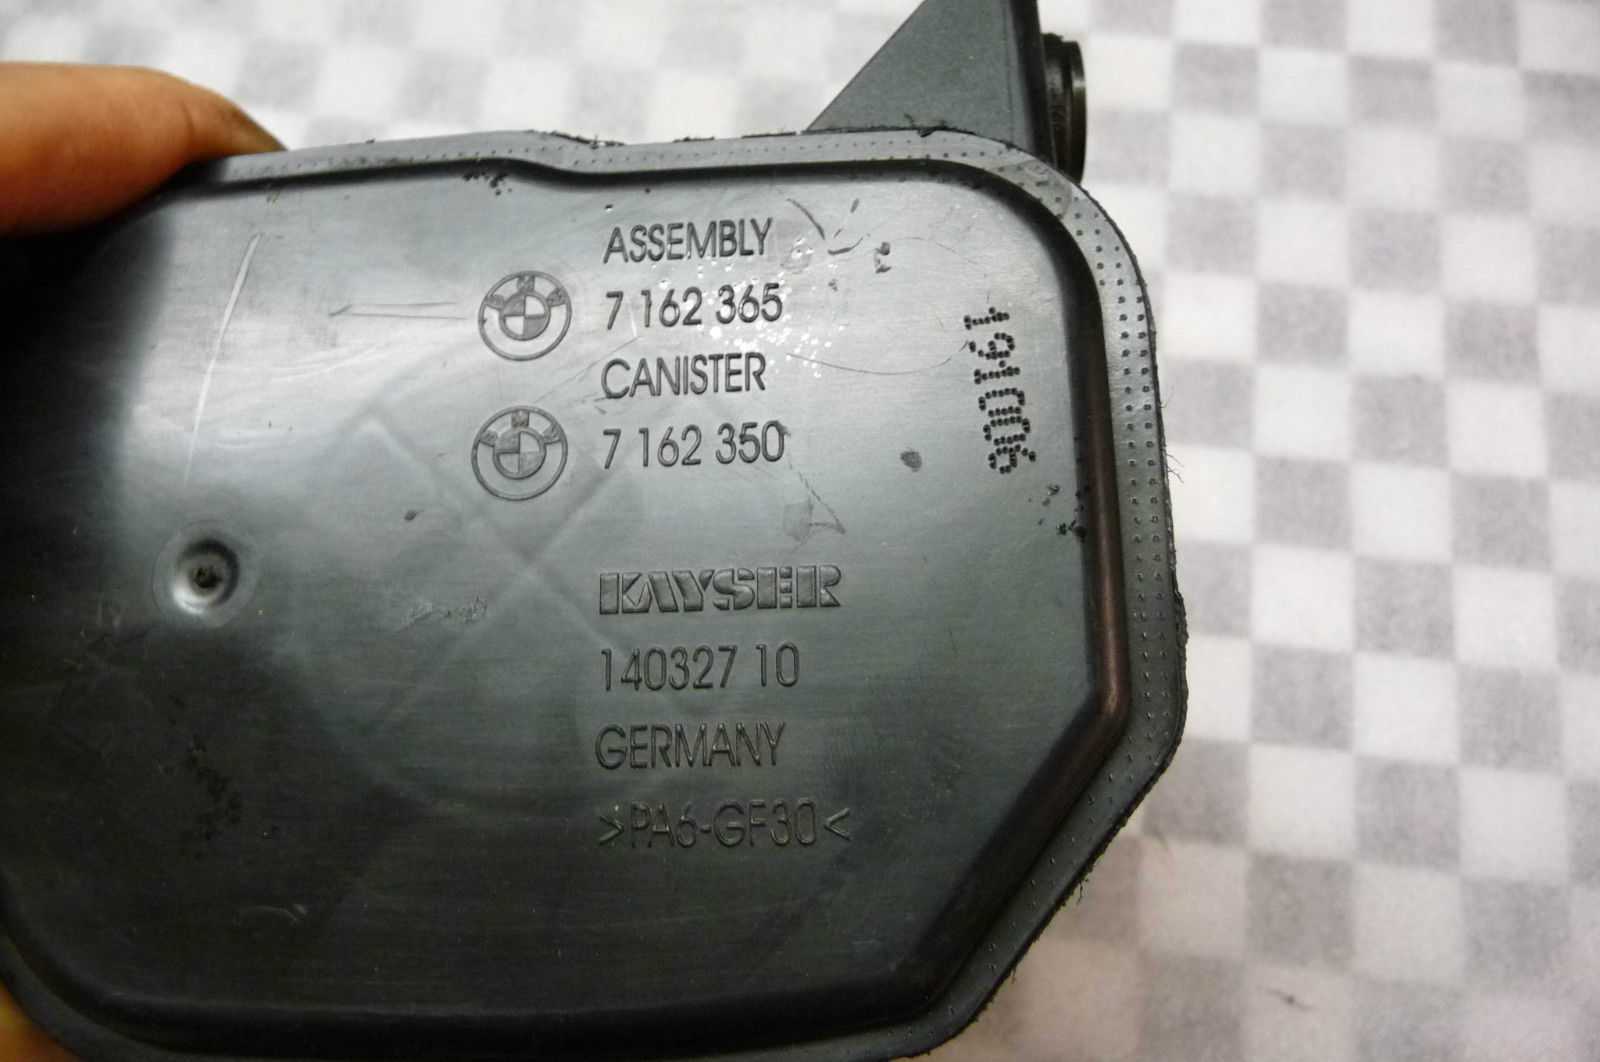 ASSEMBLY
7 162 365
CANISTER
7 162 350
KAYSER
140327 10
GERMANY
>PA6-GF30<